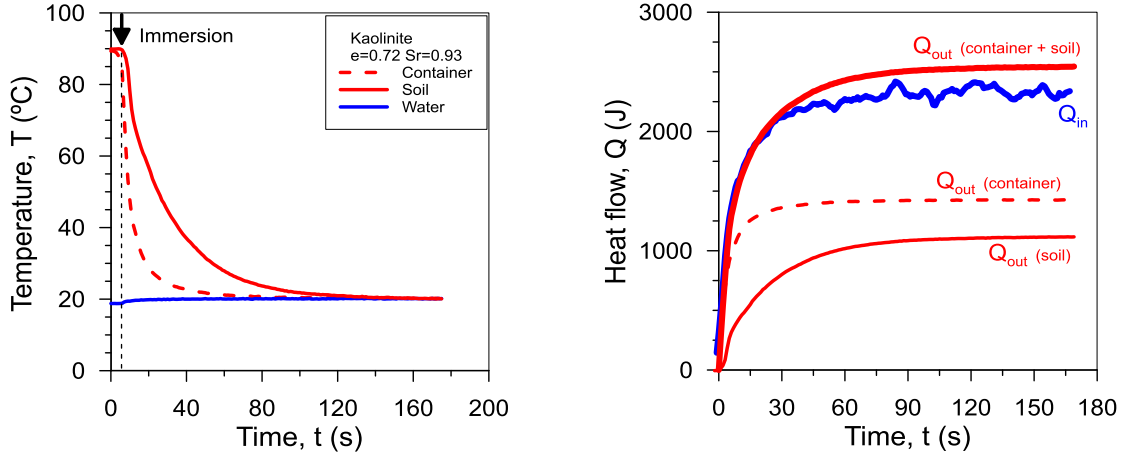 100
80
60
40
20
0
Temperature, T (ºC)
Immersion
Kaolinite
e=0.72 Sr=0.93
Container
Soil
Water
0 40 80 120 160 200
Time, t (s)
3000
2000
1000
0
Heat flow, Q (J)
Qout (container + soil)
Qin
Qout (container)
Qout (soil)
0 30 60 90 120 150 180
Time, t (s)